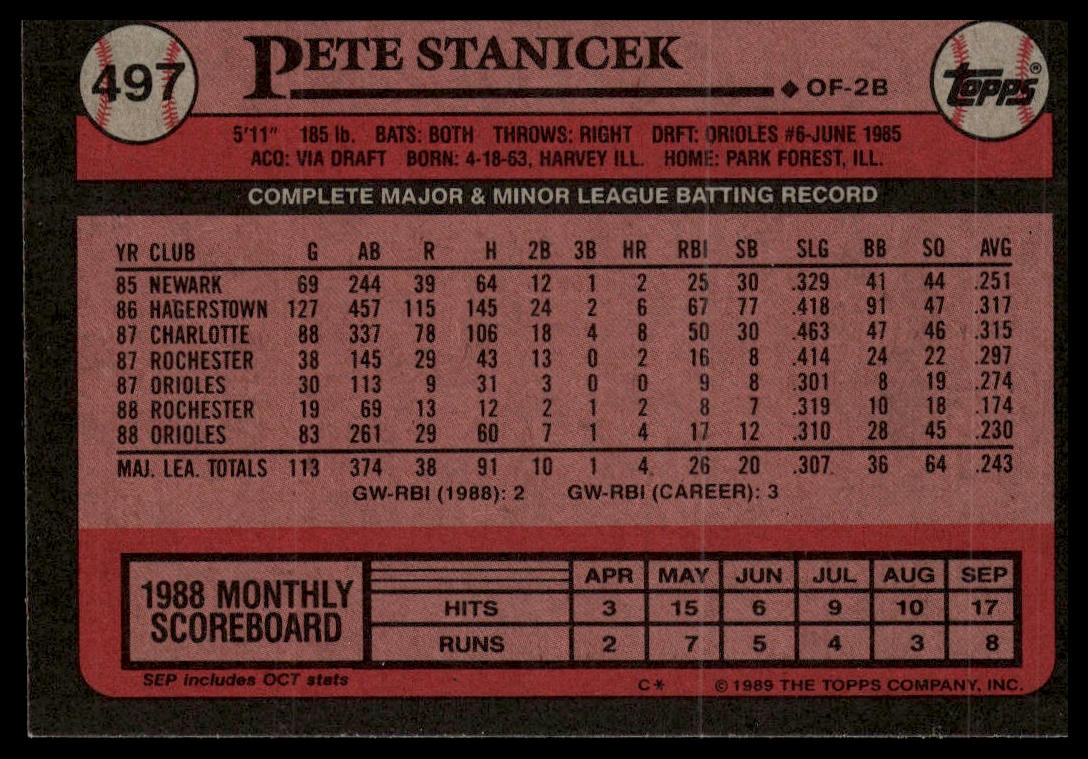 497
PETE STANICEK
OF-2B
Topps®
5'11" 185 lb. BATS: BOTH THROWS: RIGHT DRFT: ORIOLES #6-JUNE 1985
ACQ: VIA DRAFT BORN: 4-18-63, HARVEY ILL. HOME: PARK FOREST, ILL.
COMPLETE MAJOR & MINOR LEAGUE BATTING RECORD
YR CLUB G AB R H 2B 3B HR RBI SB SLG BB SO AVG
85 NEWARK 69 244 39 64 12 1 2 25 30 .329 41 44 .251
86 HAGERSTOWN 127 457 115 145 24 2 6 67 77 .418 91 47 .317
87 CHARLOTTE 88 337 78 106 18 4 8 50 30 .463 47 46 .315
87 ROCHESTER 38 145 29 43 13 0 2 16 8 .414 24 22 .297
87 ORIOLES 30 113 9 31 3 0 0 9 8 .301 8 19 .274
88 ROCHESTER 19 69 13 12 2 1 2 8 7 .319 10 18 .174
88 ORIOLES 83 261 29 60 7 1 4 17 12 .310 28 45 .230
MAJ. LEA. TOTALS 113 374 38 91 10 1 4 26 20 .307 36 64 .243
GW-RBI (1988): 2 GW-RBI (CAREER): 3
1988 MONTHLY
SCOREBOARD
APR MAY JUN JUL AUG SEP
HITS 3 15 6 9 10 17
RUNS 2 7 5 4 3 8
SEP includes OCT stats
C* © 1989 THE TOPPS COMPANY, INC.